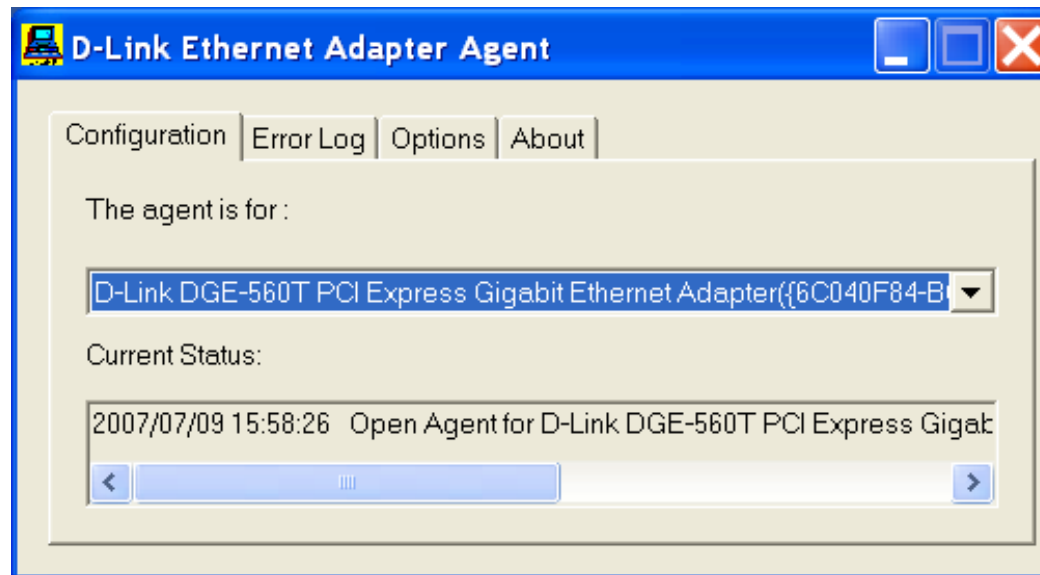 D-Link Ethernet Adapter Agent
Configuration Error Log Options About
The agent is for :
D-Link DGE-560T PCI Express Gigabit Ethernet Adapter({6C040F84-B
Current Status:
2007/07/09 15:58:26 Open Agent for D-Link DGE-560T PCI Express Gigab